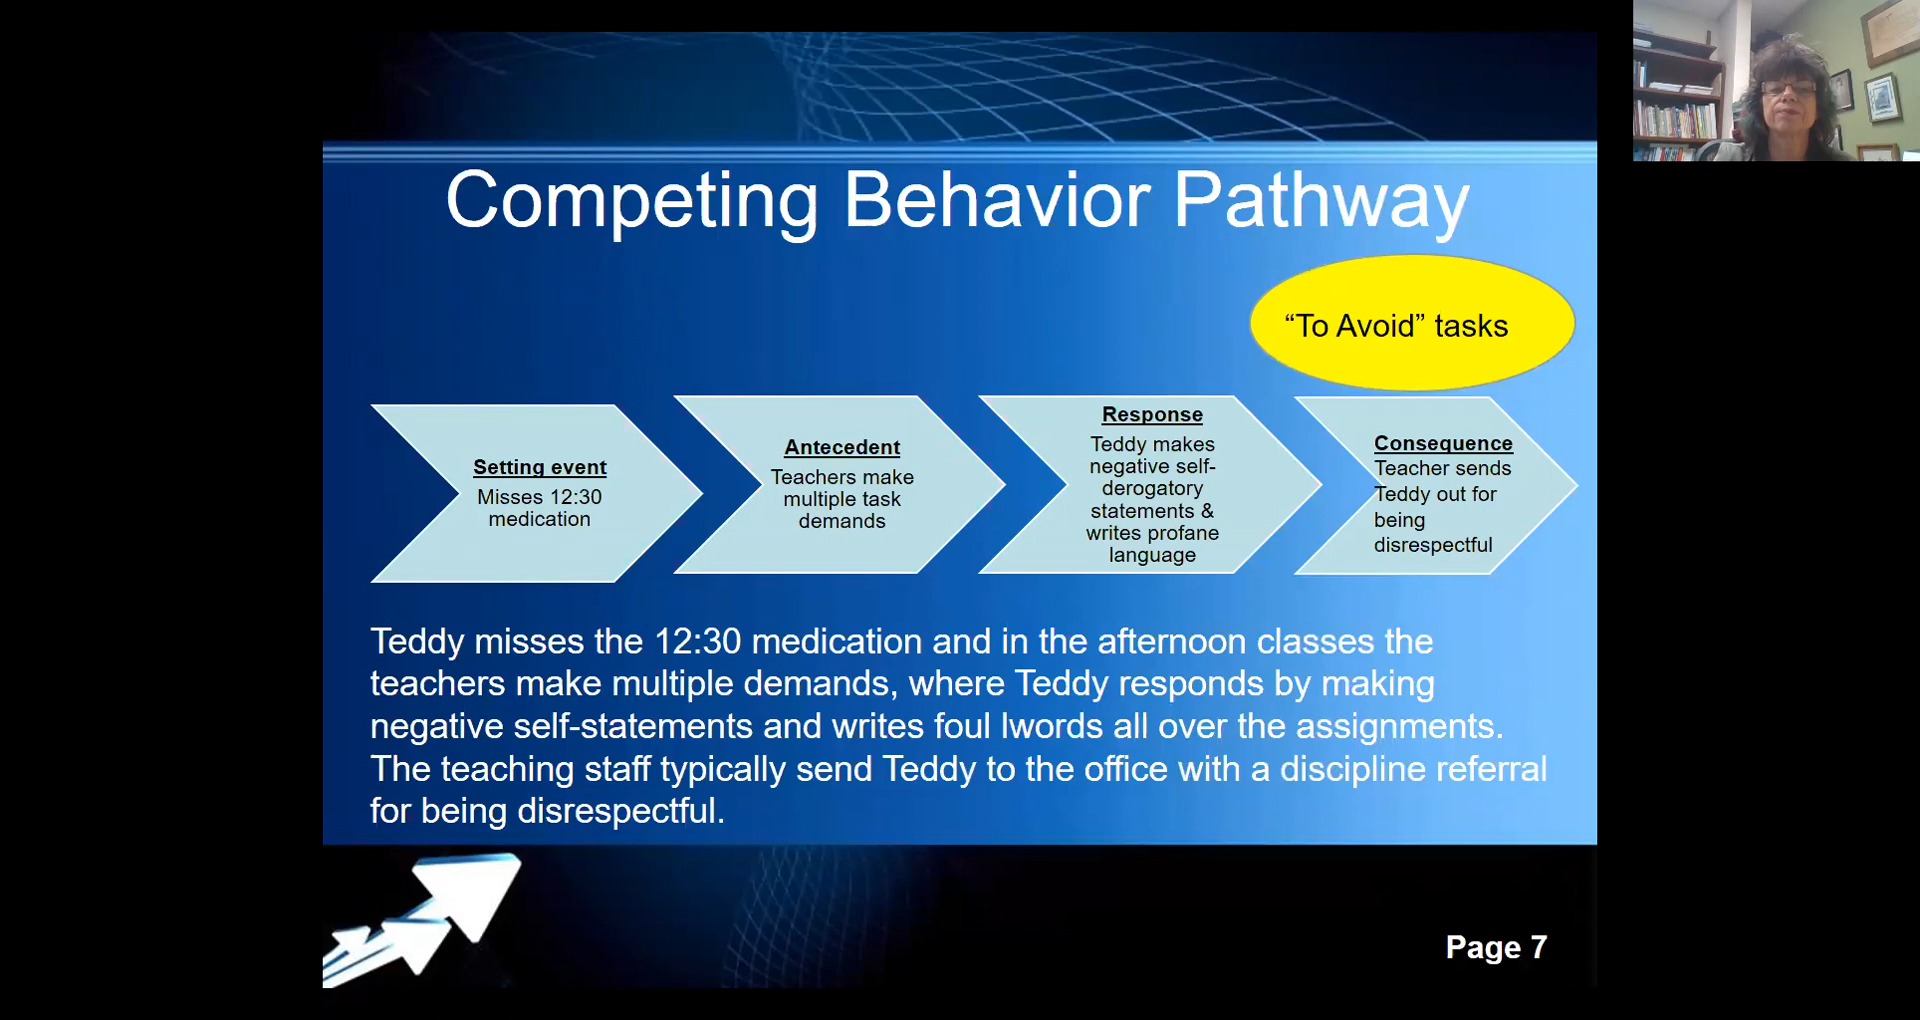 Competing Behavior Pathway
“To Avoid” tasks
Setting event
Misses 12:30
medication
Antecedent
Teachers make
multiple task
demands
Response
Teddy makes
negative self-
derogatory
statements &
writes profane
language
Consequence
Teacher sends
Teddy out for
being
disrespectful
Teddy misses the 12:30 medication and in the afternoon classes the
teachers make multiple demands, where Teddy responds by making
negative self-statements and writes foul lwords all over the assignments.
The teaching staff typically send Teddy to the office with a discipline referral
for being disrespectful.
Page 7